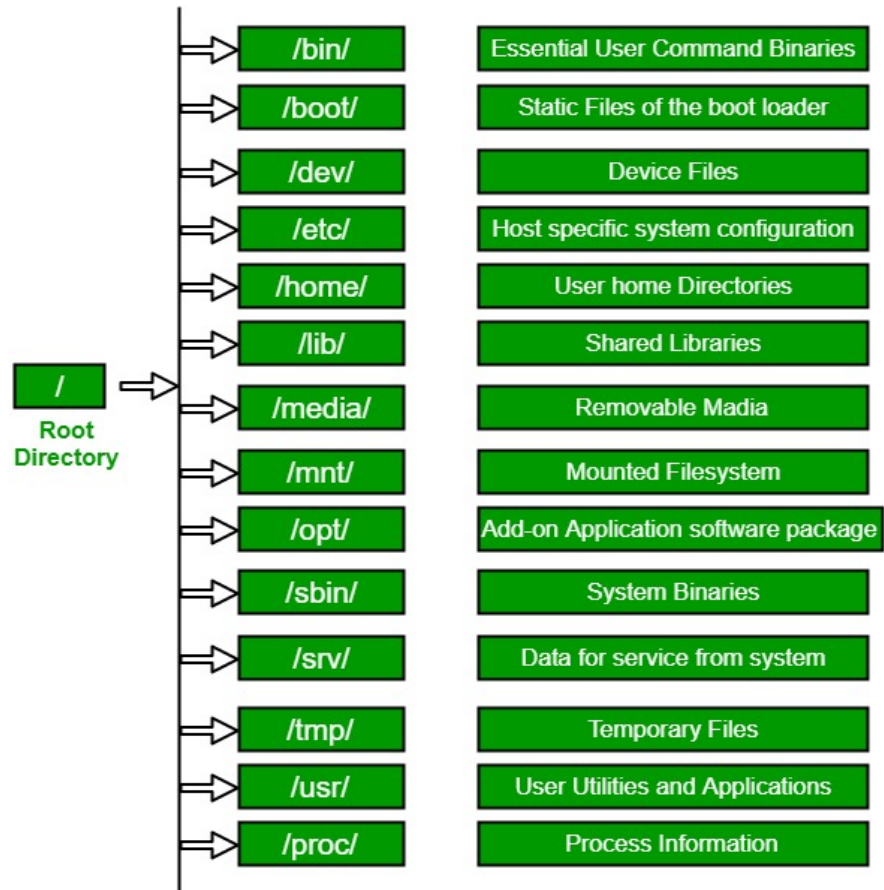 /bin/ Essential User Command Binaries
/boot/ Static Files of the boot loader
/dev/ Device Files
/etc/ Host specific system configuration
/home/ User home Directories
/lib/ Shared Libraries
/
Root
Directory
/media/ Removable Madia
/mnt/ Mounted Filesystem
/opt/ Add-on Application software package
/sbin/ System Binaries
/srv/ Data for service from system
/tmp/ Temporary Files
/usr/ User Utilities and Applications
/proc/ Process Information